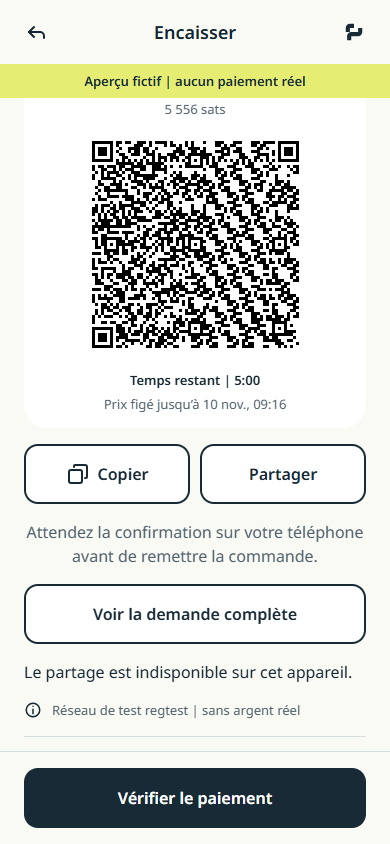 Encaisser
Aperçu fictif | aucun paiement réel
5 556 sats
Temps restant | 5:00
Prix figé jusqu'à 10 nov., 09:16
Copier
Partager
Attendez la confirmation sur votre téléphone
avant de remettre la commande.
Voir la demande complète
Le partage est indisponible sur cet appareil.
Réseau de test regtest | sans argent réel
Vérifier le paiement